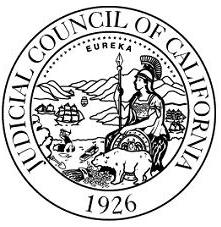 JUDICIAL COUNCIL OF CALIFORNIA
EUREKA
1926